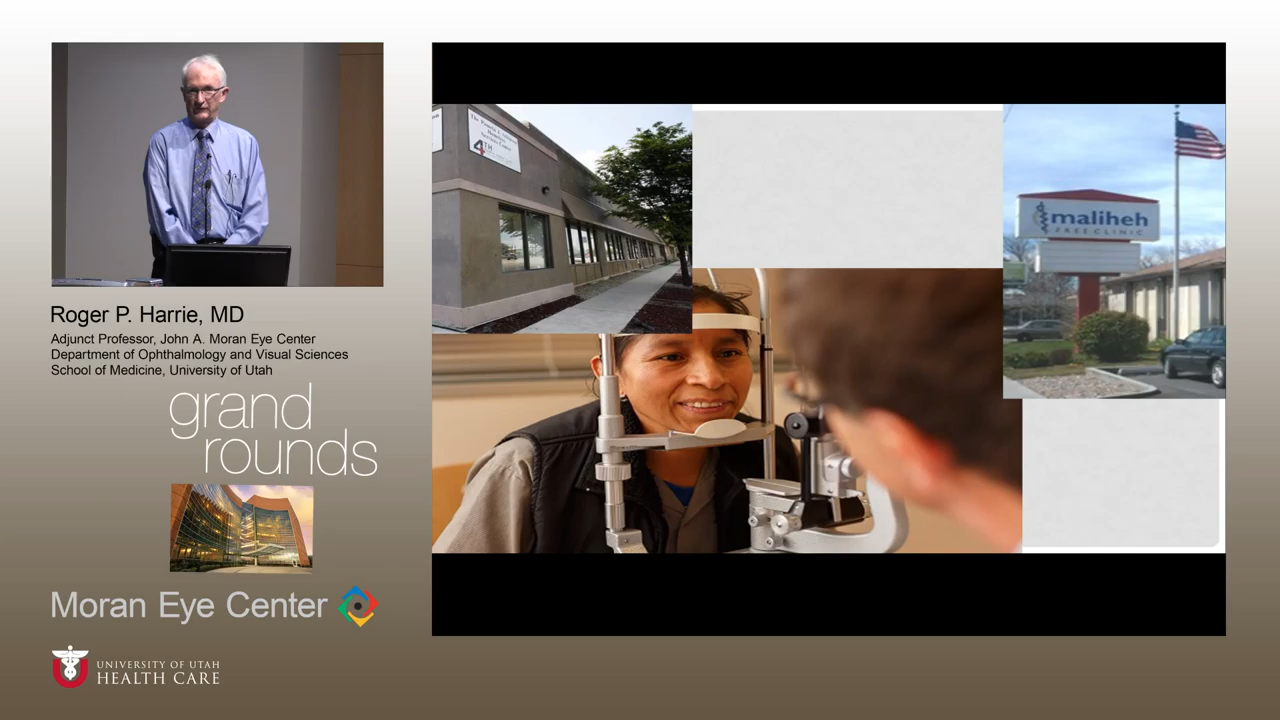 Roger P. Harrie, MD
Adjunct Professor, John A. Moran Eye Center
Department of Ophthalmology and Visual Sciences
School of Medicine, University of Utah
grand
rounds
Moran Eye Center
UNIVERSITY OF UTAH
HEALTH CARE
4TH
maliheh
FREE CLINIC